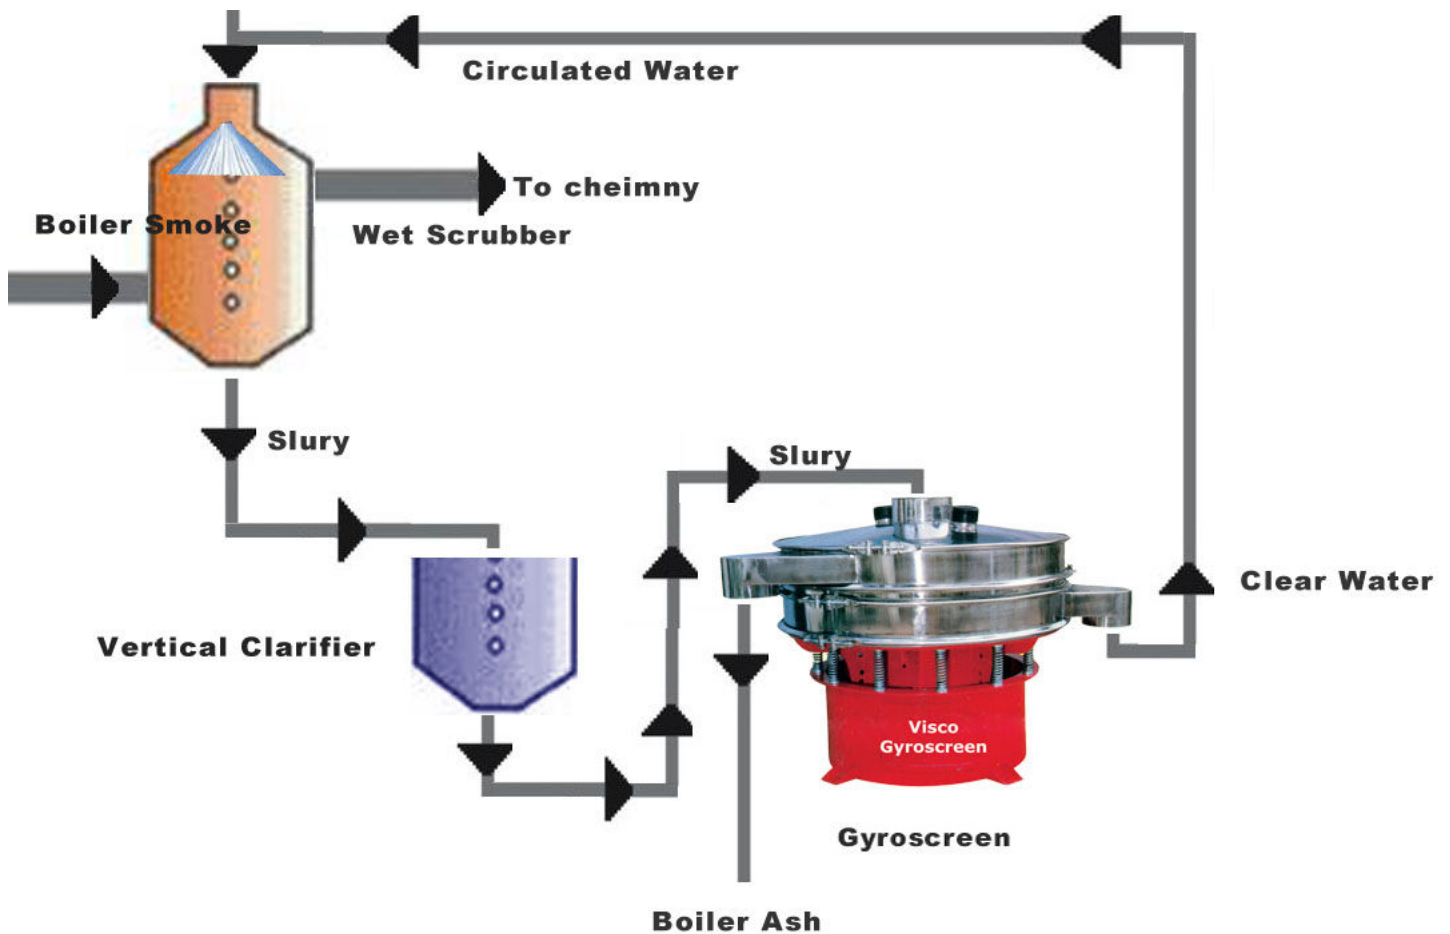 Circulated Water
To cheimny
Boiler Smoke
Wet Scrubber
Slury
Slury
Clear Water
Vertical Clarifier
Visco
Gyroscreen
Gyroscreen
Boiler Ash